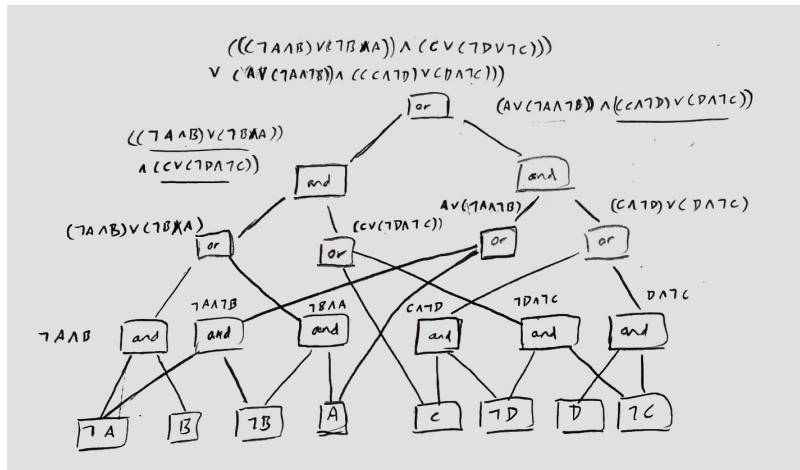 (((¬A∧B)∨(¬B∧A))∧(C∨(¬D∨¬C)))
∨ (A∨(¬A∧¬B))∧((C∧¬D)∨(D∧¬C)))
or
(A∨(¬A∧¬B))∧((C∧¬D)∨(D∧¬C))
((¬A∧B)∨(¬B∧A))
∧(C∨(¬D∧¬C))
and
and
(¬A∧B)∨(¬B∧A)
(C∨(¬D∧¬C))
A∨(¬A∧¬B)
(C∧¬D)∨(D∧¬C)
or
or
or
or
¬A∧B
¬A∧¬B
¬B∧A
C∧¬D
¬D∧¬C
D∧¬C
and
and
and
and
and
and
¬A
B
¬B
A
C
¬D
D
¬C